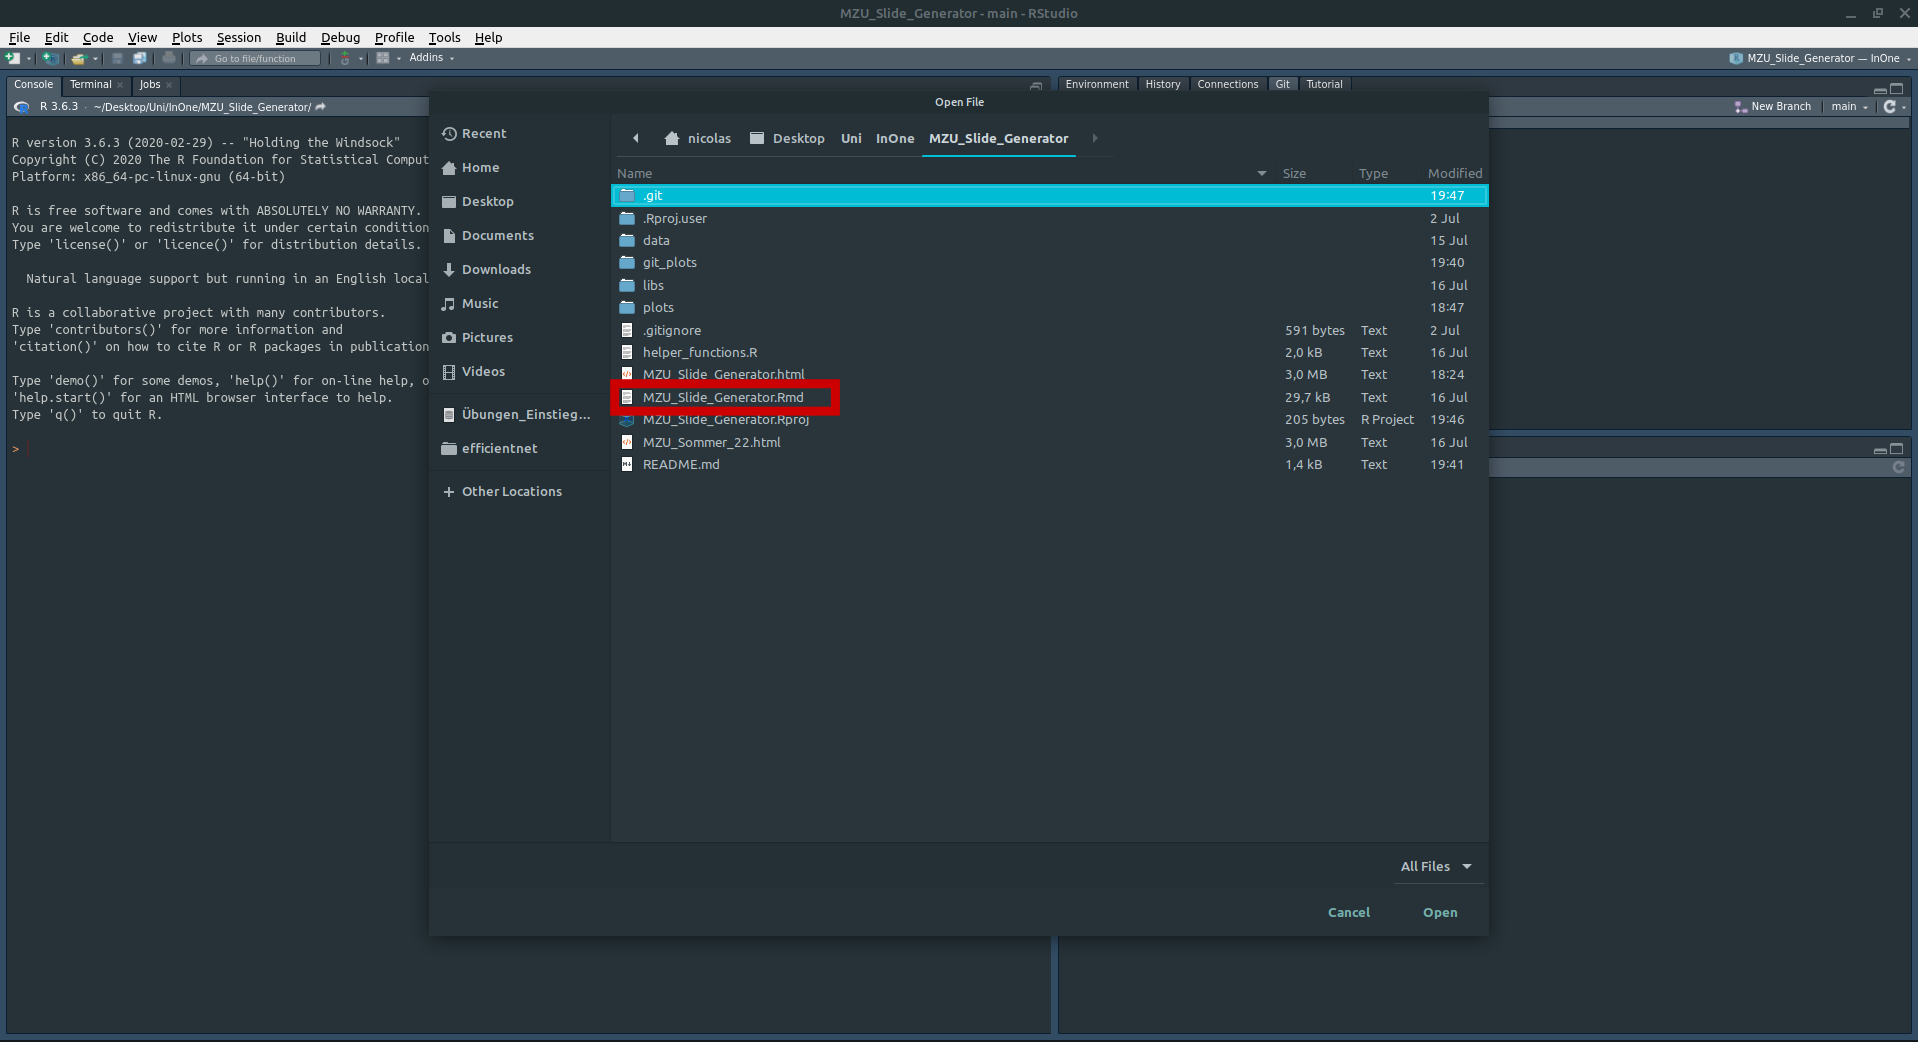 MZU_Slide_Generator - main - RStudio
File Edit Code View Plots Session Build Debug Profile Tools Help
Go to file/function Addins MZU_Slide_Generator — InOne
Console Terminal Jobs
R 3.6.3 · ~/Desktop/Uni/InOne/MZU_Slide_Generator/
R version 3.6.3 (2020-02-29) -- "Holding the Windsock"
Copyright (C) 2020 The R Foundation for Statistical Comput
Platform: x86_64-pc-linux-gnu (64-bit)
R is free software and comes with ABSOLUTELY NO WARRANTY.
You are welcome to redistribute it under certain condition
Type 'license()' or 'licence()' for distribution details.
Natural language support but running in an English local
R is a collaborative project with many contributors.
Type 'contributors()' for more information and
'citation()' on how to cite R or R packages in publication
Type 'demo()' for some demos, 'help()' for on-line help, o
'help.start()' for an HTML browser interface to help.
Type 'q()' to quit R.
>
Environment History Connections Git Tutorial
New Branch main
Open File
Recent
Home
Desktop
Documents
Downloads
Music
Pictures
Videos
Übungen_Einstieg...
efficientnet
Other Locations
nicolas Desktop Uni InOne MZU_Slide_Generator
Name Size Type Modified
.git 19:47
.Rproj.user 2 Jul
data 15 Jul
git_plots 19:40
libs 16 Jul
plots 18:47
.gitignore 591 bytes Text 2 Jul
helper_functions.R 2,0 kB Text 16 Jul
MZU_Slide_Generator.html 3,0 MB Text 18:24
MZU_Slide_Generator.Rmd 29,7 kB Text 16 Jul
MZU_Slide_Generator.Rproj 205 bytes R Project 19:46
MZU_Sommer_22.html 3,0 MB Text 16 Jul
README.md 1,4 kB Text 19:41
All Files
Cancel Open